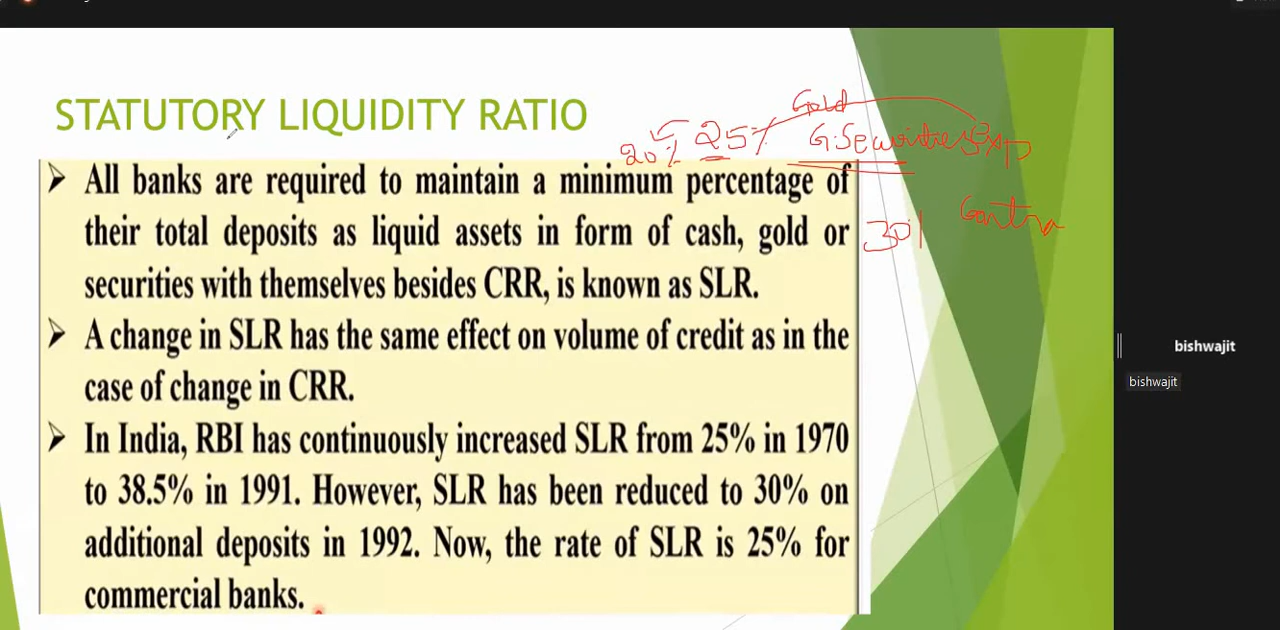 STATUTORY LIQUIDITY RATIO
Gold
20% 25% G.Securities Exp
30%
➤ All banks are required to maintain a minimum percentage of
their total deposits as liquid assets in form of cash, gold or
securities with themselves besides CRR, is known as SLR.
➤ A change in SLR has the same effect on volume of credit as in the
case of change in CRR.
➤ In India, RBI has continuously increased SLR from 25% in 1970
to 38.5% in 1991. However, SLR has been reduced to 30% on
additional deposits in 1992. Now, the rate of SLR is 25% for
commercial banks.
bishwajit
bishwajit